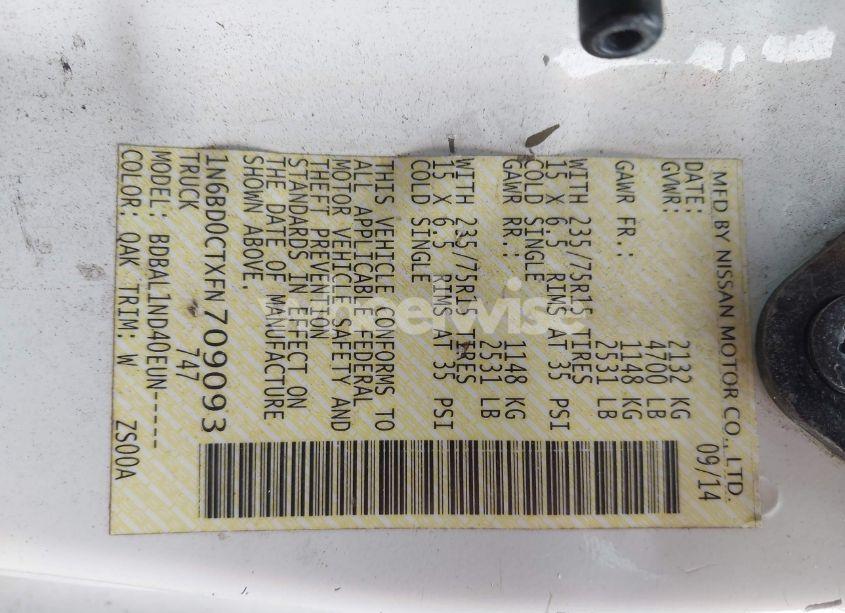 MFD BY NISSAN MOTOR CO., LTD.
DATE: 09/14
GVWR: 2132 KG
4700 LB
GAWR FR.: 1148 KG
2531 LB
WITH 235/75R15 TIRES
15 X 6.5 RIMS AT 35 PSI
COLD SINGLE
GAWR RR.: 1148 KG
2531 LB
WITH 235/75R15 TIRES
15 X 6.5 RIMS AT 35 PSI
COLD SINGLE
THIS VEHICLE CONFORMS TO
ALL APPLICABLE FEDERAL
MOTOR VEHICLE SAFETY AND
THEFT PREVENTION
STANDARDS IN EFFECT ON
THE DATE OF MANUFACTURE
SHOWN ABOVE.
1N6BD0CTXFN709093
TRUCK 747
MODEL: BDBAL1ND40EUN-----
COLOR: QAK TRIM: W ZS00A
wheelwise